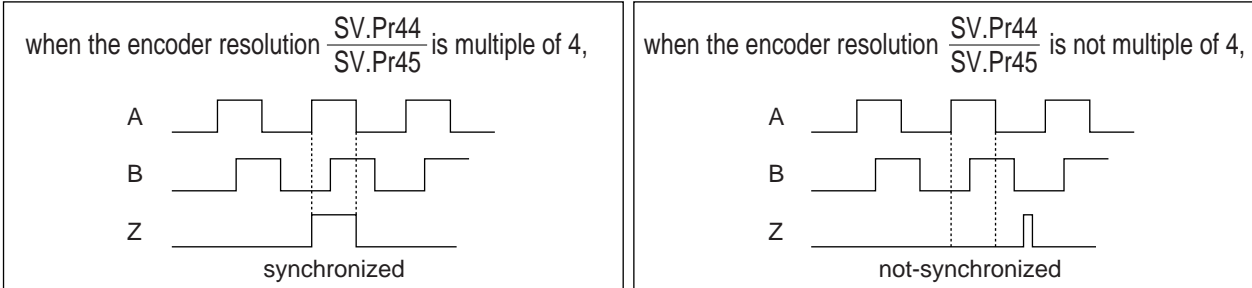 when the encoder resolution SV.Pr44 / SV.Pr45 is multiple of 4,
A
B
Z
synchronized
when the encoder resolution SV.Pr44 / SV.Pr45 is not multiple of 4,
A
B
Z
not-synchronized